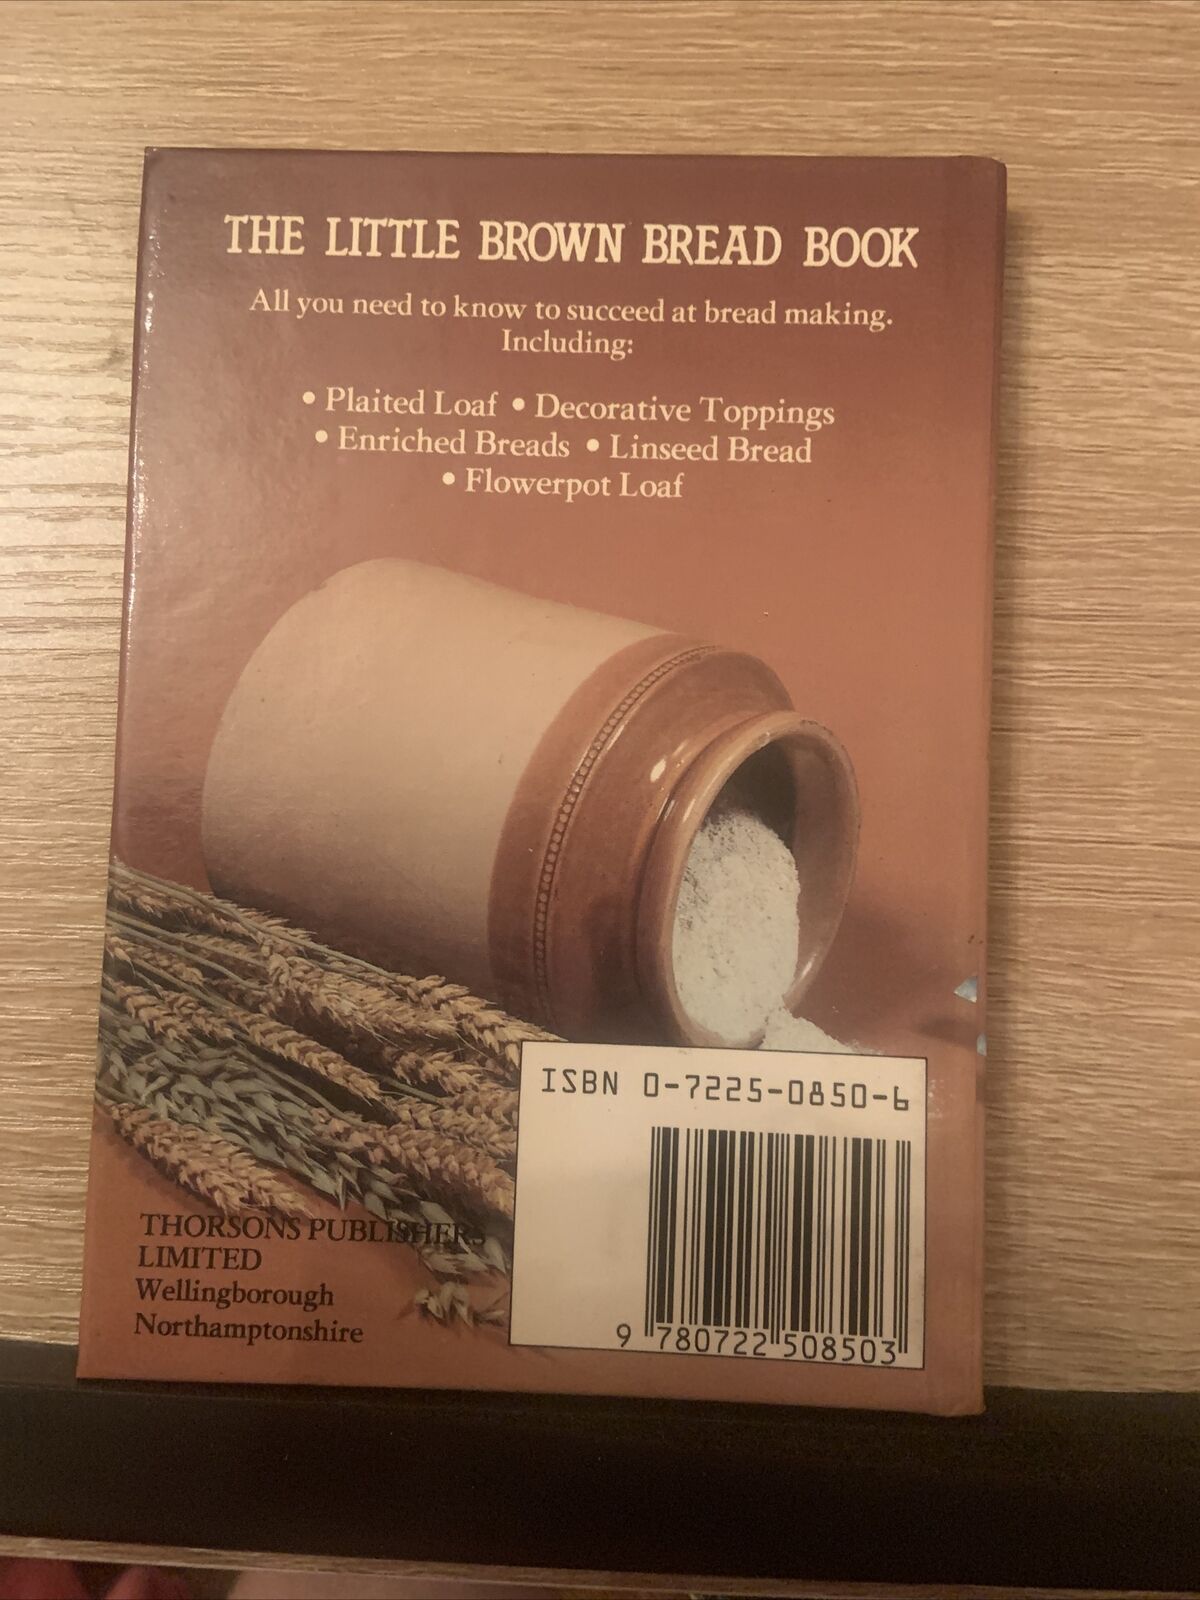 THE LITTLE BROWN BREAD BOOK
All you need to know to succeed at bread making.
Including:
• Plaited Loaf • Decorative Toppings
• Enriched Breads • Linseed Bread
• Flowerpot Loaf
ISBN 0-7225-0850-6
9 780722 508503
THORSONS PUBLISHERS
LIMITED
Wellingborough
Northamptonshire